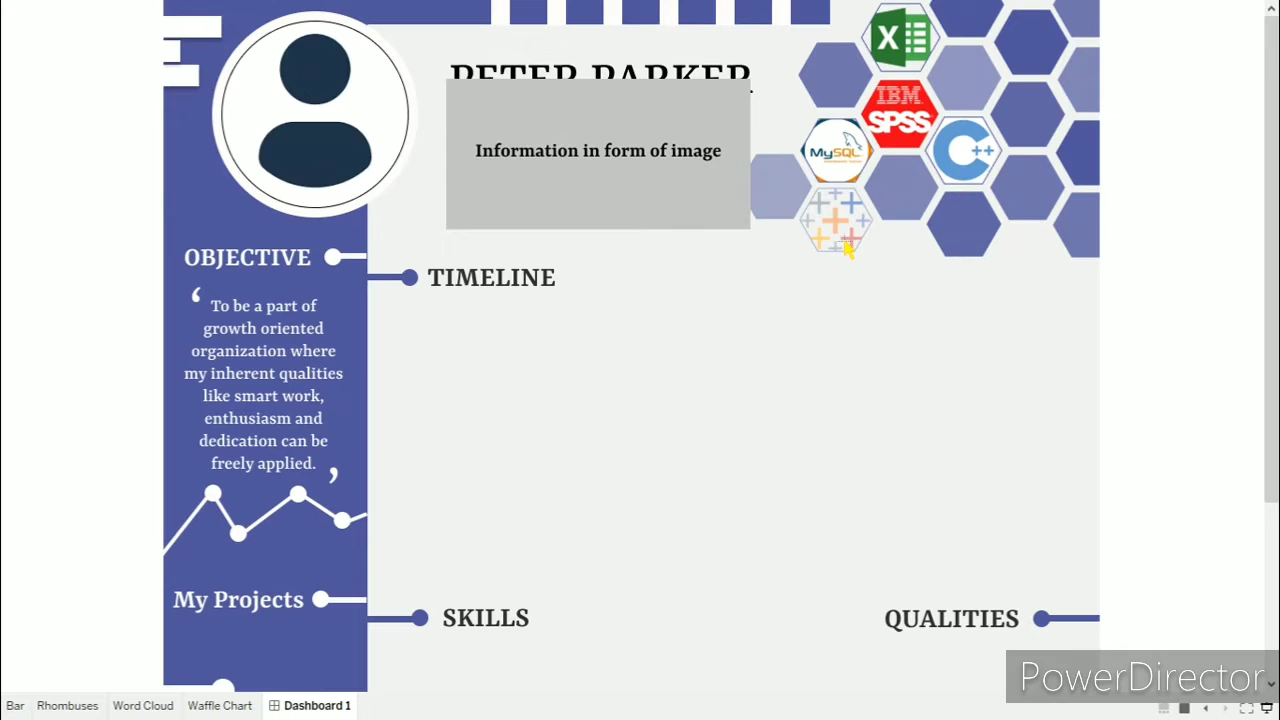 PETER PARKER
Information in form of image
X
IBM
SPSS
MySQL
C++
OBJECTIVE
TIMELINE
‘ To be a part of
growth oriented
organization where
my inherent qualities
like smart work,
enthusiasm and
dedication can be
freely applied. ’
My Projects
SKILLS
QUALITIES
PowerDirector
Bar
Rhombuses
Word Cloud
Waffle Chart
Dashboard 1